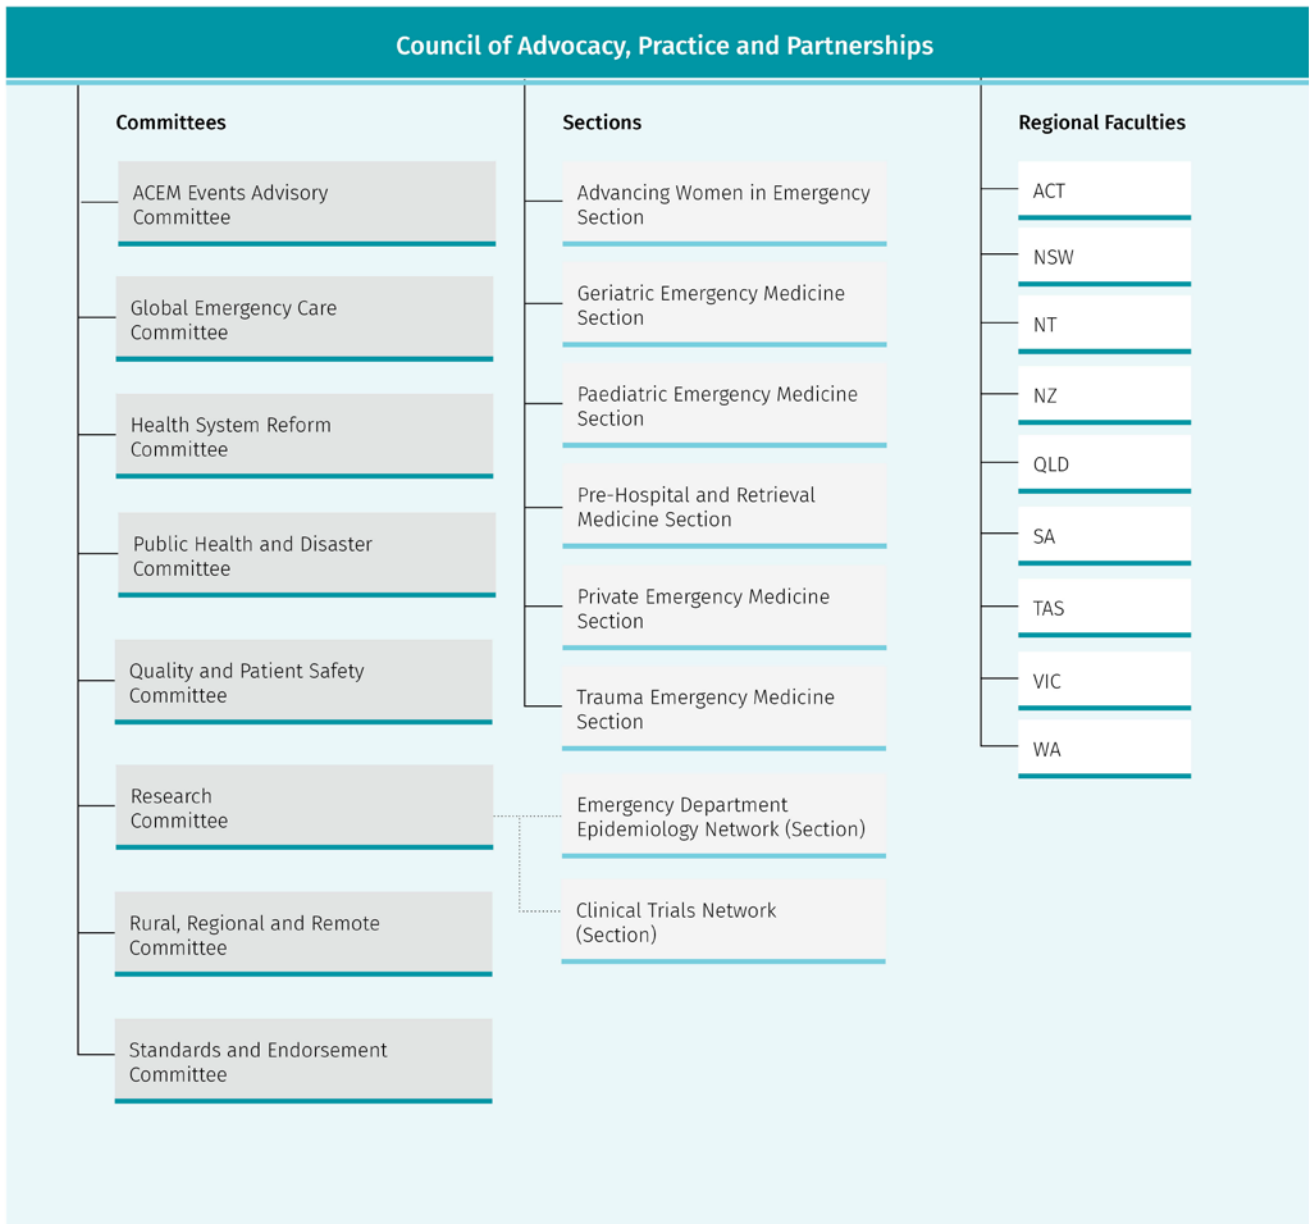 Council of Advocacy, Practice and Partnerships
Committees
ACEM Events Advisory
Committee
Global Emergency Care
Committee
Health System Reform
Committee
Public Health and Disaster
Committee
Quality and Patient Safety
Committee
Research
Committee
Rural, Regional and Remote
Committee
Standards and Endorsement
Committee
Sections
Advancing Women in Emergency
Section
Geriatric Emergency Medicine
Section
Paediatric Emergency Medicine
Section
Pre-Hospital and Retrieval
Medicine Section
Private Emergency Medicine
Section
Trauma Emergency Medicine
Section
Emergency Department
Epidemiology Network (Section)
Clinical Trials Network
(Section)
Regional Faculties
ACT
NSW
NT
NZ
QLD
SA
TAS
VIC
WA